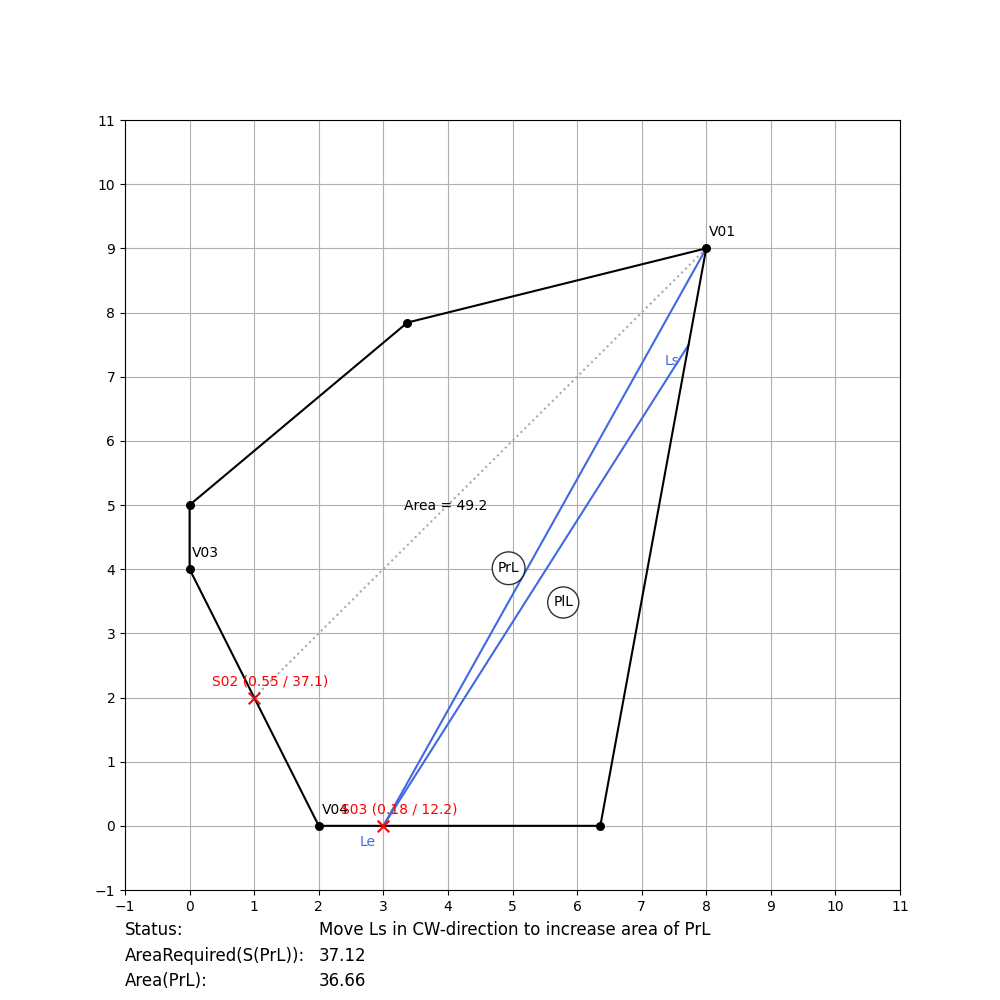 11
10
9
8
7
6
5
4
3
2
1
0
−1
−1 0 1 2 3 4 5 6 7 8 9 10 11
V01
Ls
Area = 49.2
V03
PrL
PlL
S02 (0.55 / 37.1)
V04
S03 (0.18 / 12.2)
Le
Status: Move Ls in CW-direction to increase area of PrL
AreaRequired(S(PrL)): 37.12
Area(PrL): 36.66